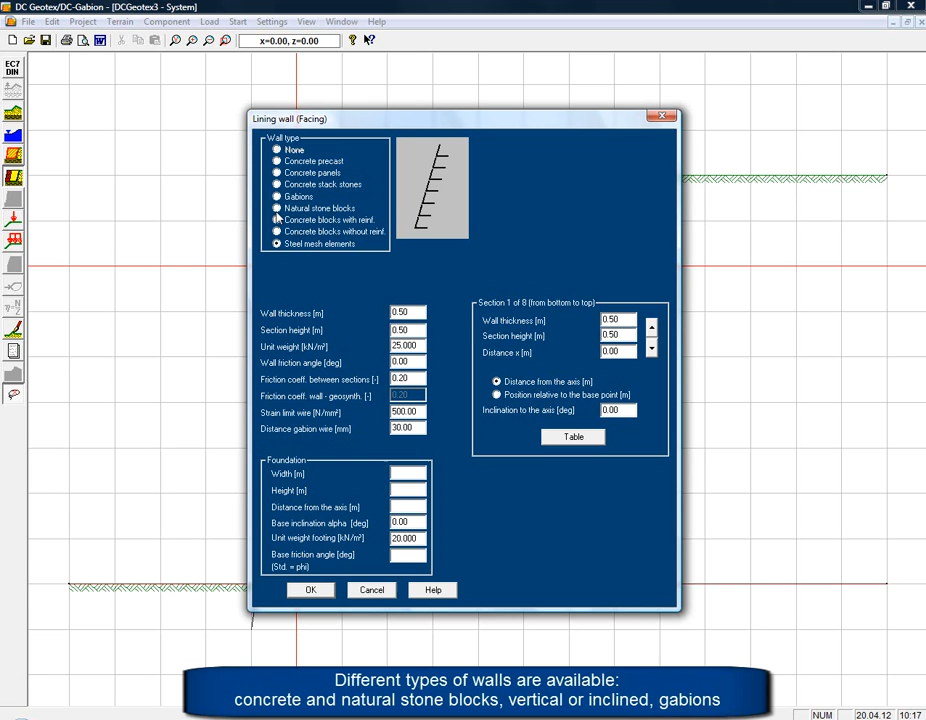 DC Geotex/DC-Gabion - [DCGeotex3 - System]
File Edit Project Terrain Component Load Start Settings View Window Help
x=0.00, z=0.00
EC7
DIN
Lining wall (Facing)
Wall type
None
Concrete precast
Concrete panels
Concrete stack stones
Gabions
Natural stone blocks
Concrete blocks with reinf.
Concrete blocks without reinf.
Steel mesh elements
Wall thickness [m] 0.50
Section height [m] 0.50
Unit weight [kN/m³] 25.000
Wall friction angle [deg] 0.00
Friction coeff. between sections [-] 0.20
Friction coeff. wall - geosynth. [-] 0.20
Strain limit wire [N/mm²] 500.00
Distance gabion wire [mm] 30.00
Section 1 of 8 (from bottom to top)
Wall thickness [m] 0.50
Section height [m] 0.50
Distance x [m] 0.00
Distance from the axis [m]
Position relative to the base point [m]
Inclination to the axis [deg] 0.00
Table
Foundation
Width [m]
Height [m]
Distance from the axis [m]
Base inclination alpha [deg] 0.00
Unit weight footing [kN/m³] 20.000
Base friction angle [deg]
(Std. = phi)
OK Cancel Help
Different types of walls are available:
concrete and natural stone blocks, vertical or inclined, gabions
NUM 20.04.12 10:17